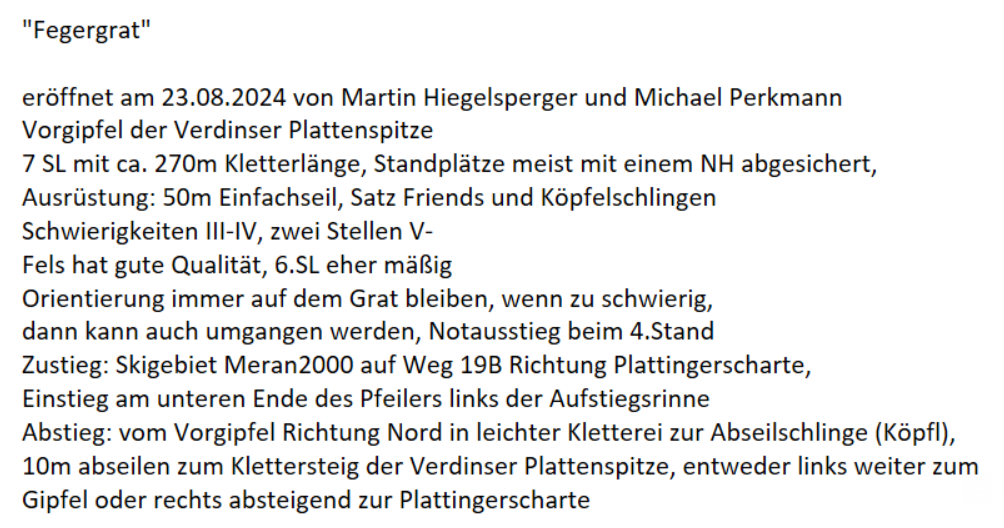 "Fegergrat"
eröffnet am 23.08.2024 von Martin Hiegelsperger und Michael Perkmann
Vorgipfel der Verdinser Plattenspitze
7 SL mit ca. 270m Kletterlänge, Standplätze meist mit einem NH abgesichert,
Ausrüstung: 50m Einfachseil, Satz Friends und Köpfelschlingen
Schwierigkeiten III-IV, zwei Stellen V-
Fels hat gute Qualität, 6.SL eher mäßig
Orientierung immer auf dem Grat bleiben, wenn zu schwierig,
dann kann auch umgangen werden, Notausstieg beim 4.Stand
Zustieg: Skigebiet Meran2000 auf Weg 19B Richtung Plattingerscharte,
Einstieg am unteren Ende des Pfeilers links der Aufstiegsrinne
Abstieg: vom Vorgipfel Richtung Nord in leichter Kletterei zur Abseilschlinge (Köpfl),
10m abseilen zum Klettersteig der Verdinser Plattenspitze, entweder links weiter zum
Gipfel oder rechts absteigend zur Plattingerscharte